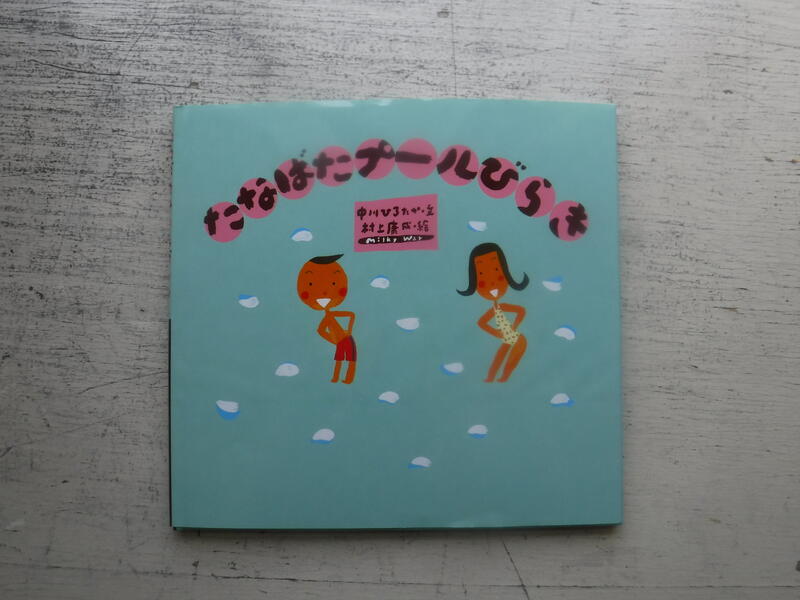 たなばたプールびらき
中川ひろたか・文
村上康成・絵
Milky Way